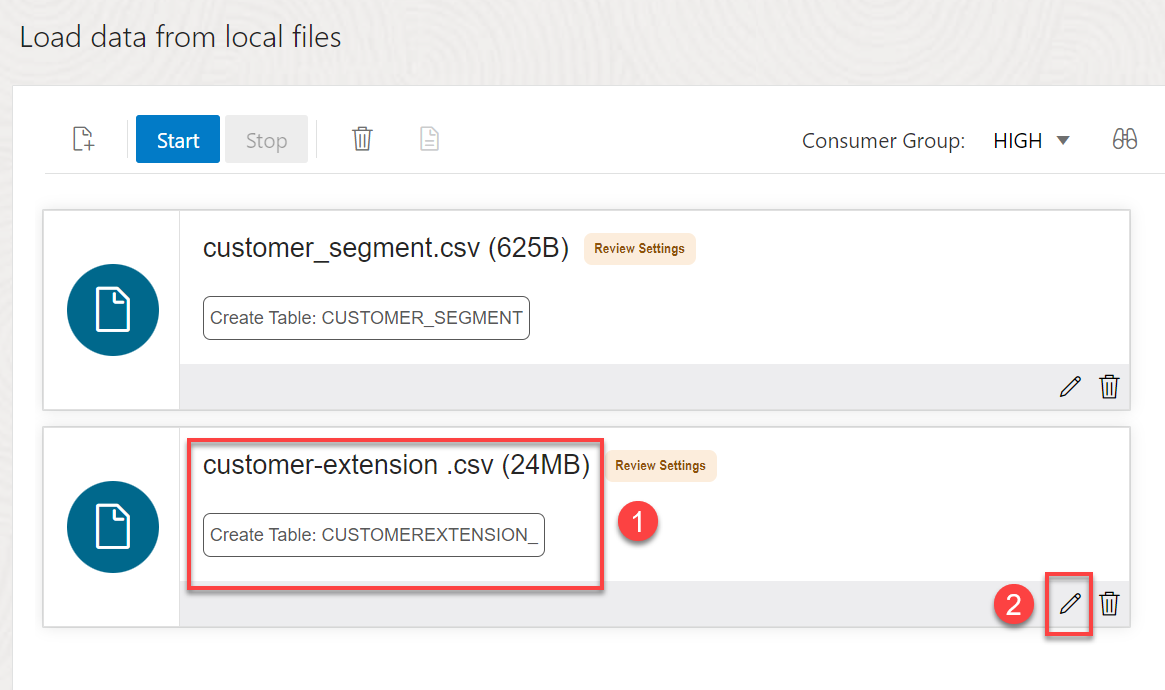 Load data from local files
Start
Stop
Consumer Group:
HIGH
customer_segment.csv (625B)
Review Settings
Create Table: CUSTOMER_SEGMENT
customer-extension .csv (24MB)
Review Settings
Create Table: CUSTOMEREXTENSION_
1
2